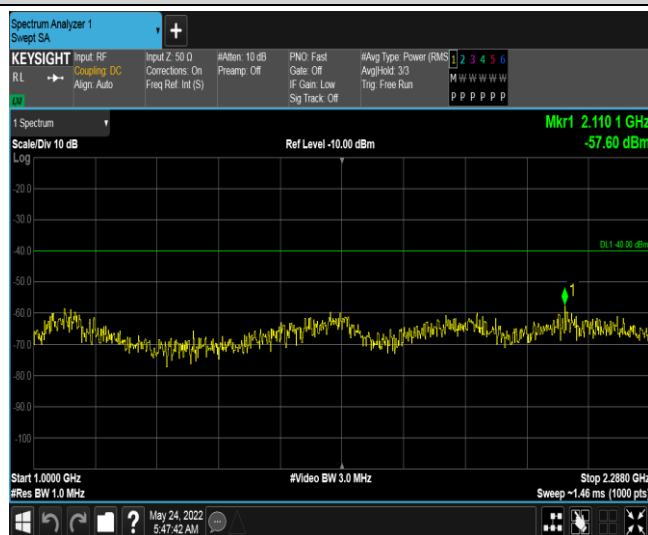 Spectrum Analyzer 1
Swept SA
+
KEYSIGHT
RL
LXI
Input: RF
Coupling: DC
Align: Auto
Input Z: 50 Ω
Corrections: On
Freq Ref: Int (S)
#Atten: 10 dB
Preamp: Off
PNO: Fast
Gate: Off
IF Gain: Low
Sig Track: Off
#Avg Type: Power (RMS
Avg|Hold: 3/3
Trig: Free Run
1 2 3 4 5 6
M W W W W W
P P P P P P
1 Spectrum
Mkr1 2.110 1 GHz
-57.60 dBm
Scale/Div 10 dB
Ref Level -10.00 dBm
Log
-20.0
-30.0
DL1 -40.00 dBm
-40.0
-50.0
1
-60.0
-70.0
-80.0
-90.0
-100
Start 1.0000 GHz
#Video BW 3.0 MHz
Stop 2.2880 GHz
#Res BW 1.0 MHz
Sweep ~1.46 ms (1000 pts)
?
May 24, 2022
5:47:42 AM